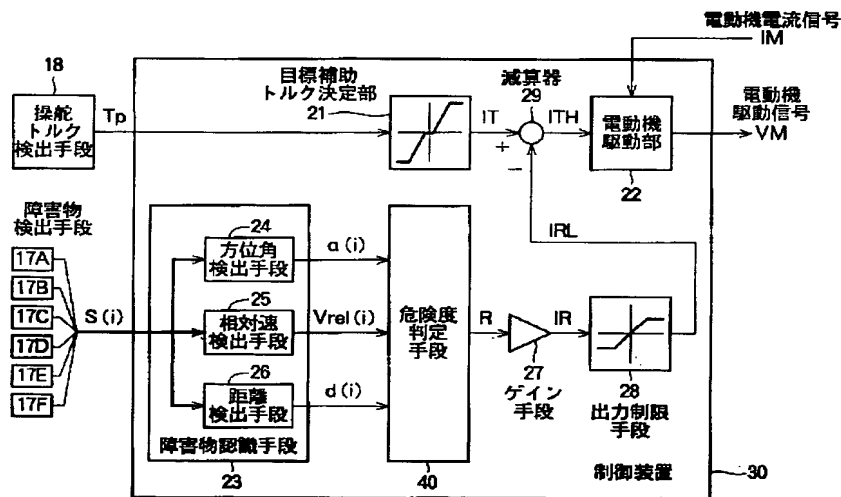 電動機電流信号
IM
18
操舵
トルク
検出手段
Tp
目標補助
トルク決定部
21
IT
+
−
減算器
29
ITH
電動機
駆動部
22
電動機
駆動信号
VM
障害物
検出手段
17A
17B
17C
17D
17E
17F
S(i)
24
方位角
検出手段
a(i)
25
相対速
検出手段
Vrel(i)
26
距離
検出手段
d(i)
障害物認識手段
23
危険度
判定
手段
40
R
27
ゲイン
手段
IR
IRL
28
出力制限
手段
制御装置
30